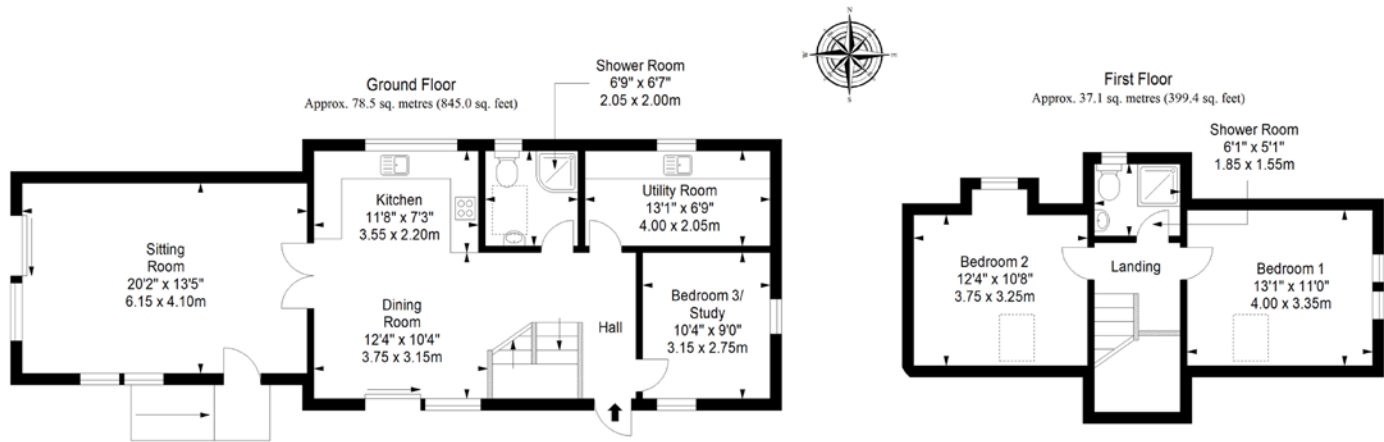 Ground Floor
Approx. 78.5 sq. metres (845.0 sq. feet)
Shower Room
6'9" x 6'7"
2.05 x 2.00m
Kitchen
11'8" x 7'3"
3.55 x 2.20m
Utility Room
13'1" x 6'9"
4.00 x 2.05m
Sitting
Room
20'2" x 13'5"
6.15 x 4.10m
Dining
Room
12'4" x 10'4"
3.75 x 3.15m
Hall
Bedroom 3/
Study
10'4" x 9'0"
3.15 x 2.75m
N
E
S
First Floor
Approx. 37.1 sq. metres (399.4 sq. feet)
Shower Room
6'1" x 5'1"
1.85 x 1.55m
Bedroom 2
12'4" x 10'8"
3.75 x 3.25m
Landing
Bedroom 1
13'1" x 11'0"
4.00 x 3.35m